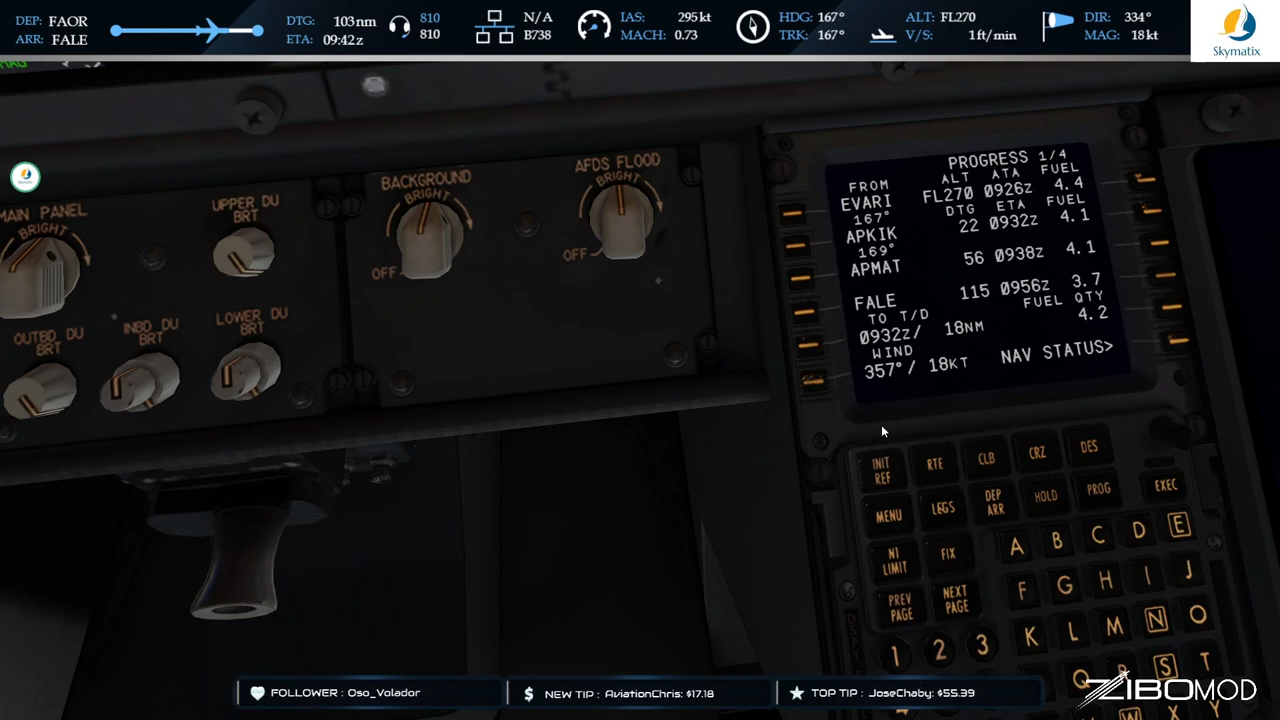 DEP: FAOR
ARR: FALE
DTG: 103nm
ETA: 09:42z
810
810
N/A
B738
IAS: 295kt
MACH: 0.73
HDG: 167°
TRK: 167°
ALT: FL270
V/S: 1ft/min
DIR: 334°
MAG: 18kt
Skymatix
MAIN PANEL
BRIGHT
UPPER DU
BRT
BACKGROUND
BRIGHT
OFF
AFDS FLOOD
BRIGHT
OFF
OUTBD DU
BRT
INBD DU
BRT
LOWER DU
BRT
PROGRESS 1/4
FROM ALT ATA FUEL
EVARI FL270 0926z 4.4
167° DTG ETA FUEL
APKIK 22 0932z 4.1
169°
APMAT 56 0938z 4.1
FALE 115 0956z 3.7
TO T/D FUEL QTY
0932z/ 18NM 4.2
WIND
357°/ 18KT NAV STATUS>
INIT
REF
RTE
CLB
CRZ
DES
MENU
LEGS
DEP
ARR
HOLD
PROG
EXEC
N1
LIMIT
FIX
A B C D E
PREV
PAGE
NEXT
PAGE
F G H I J
1 2 3
K L M N O
Q R S T
W X Y
FOLLOWER : Oso_Volador
$ NEW TIP : AviationChris: $17.18
TOP TIP : JoseChaby: $55.39
ZIBOMOD